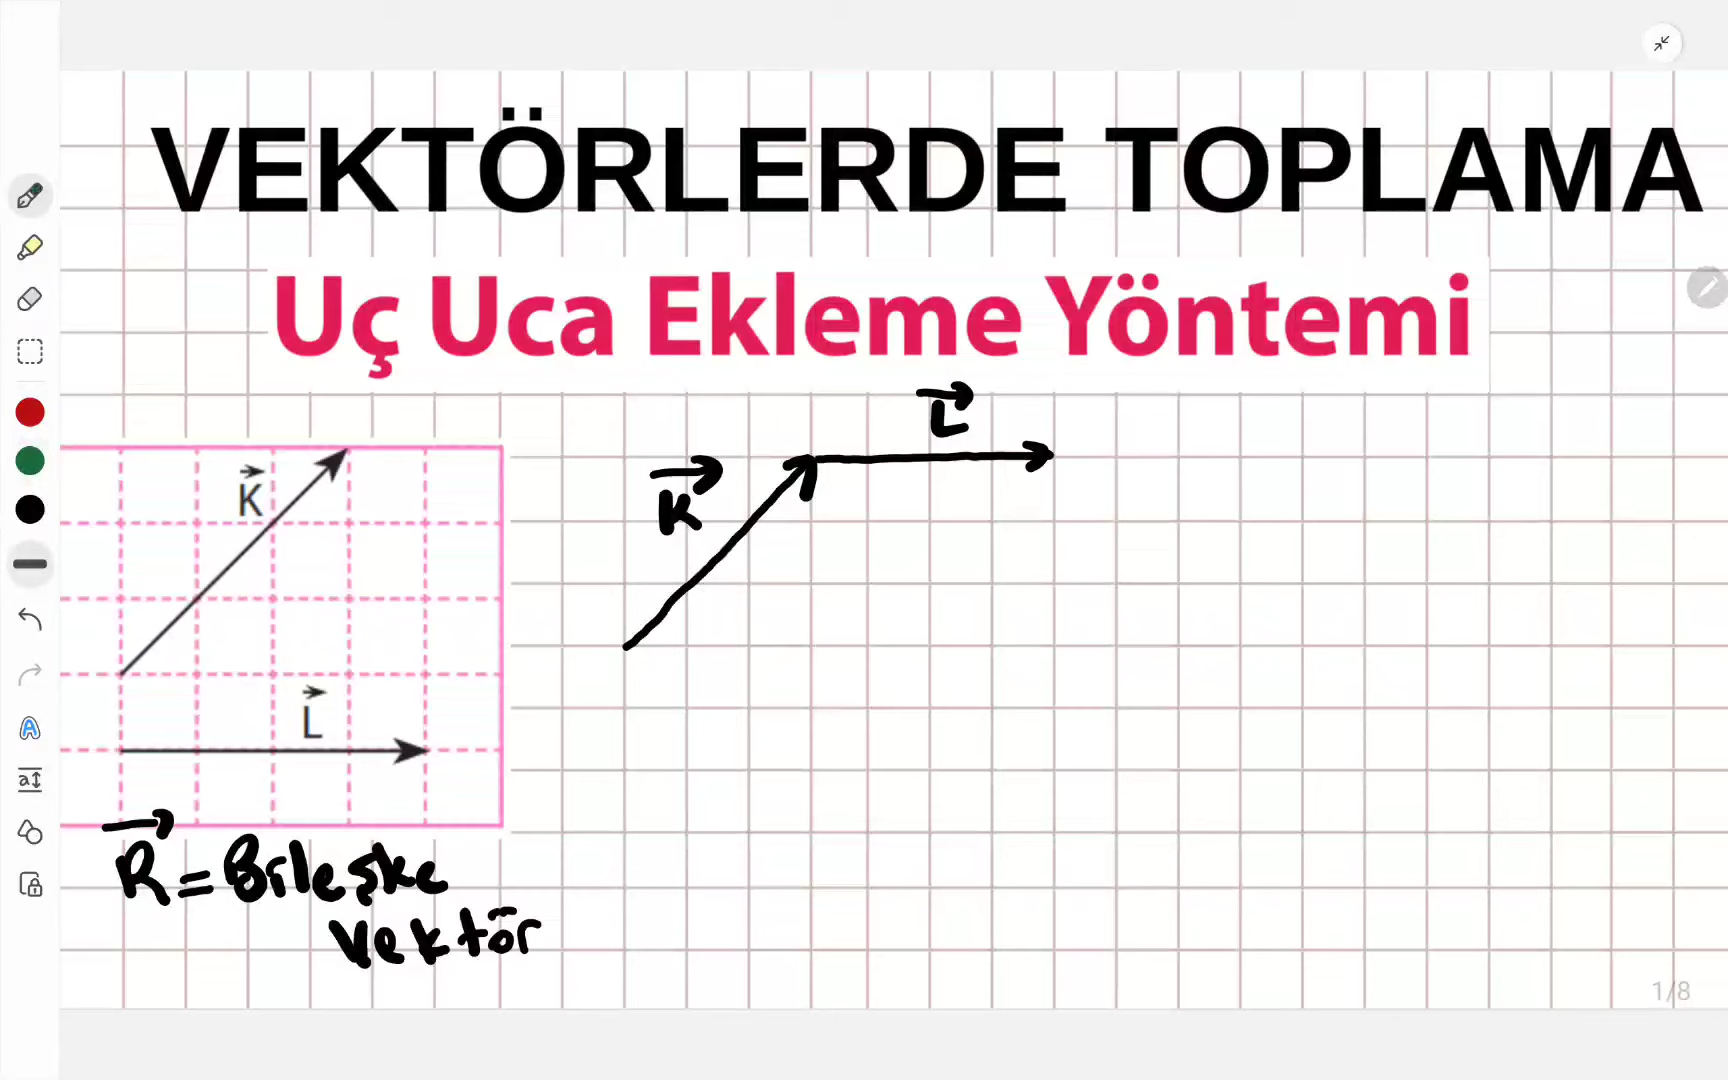 VEKTÖRLERDE TOPLAMA
Uç Uca Ekleme Yöntemi
L
K
K
L
R = Bileşke
Vektör
1/8